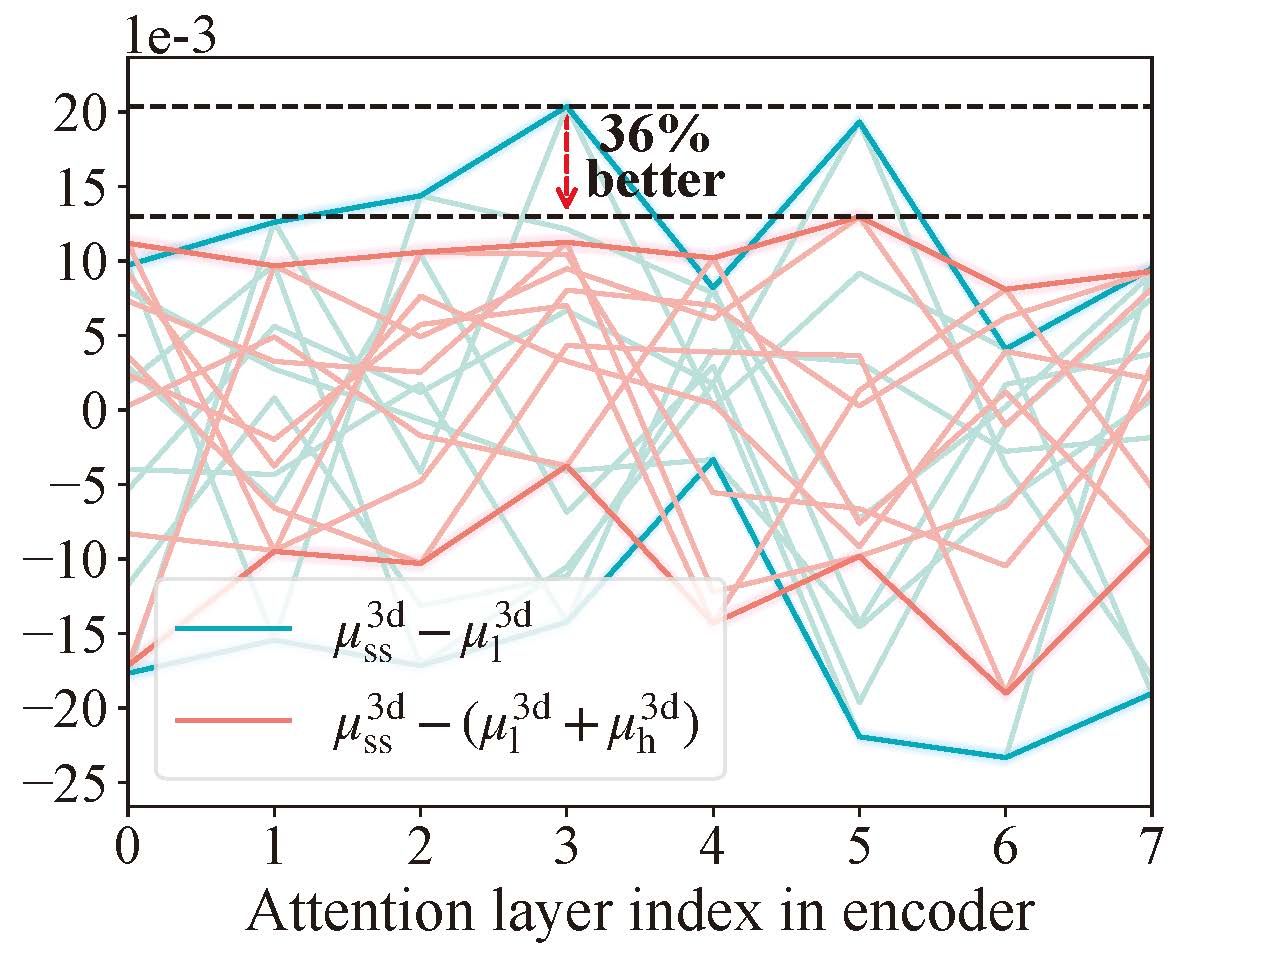 1e-3
20
15
10
5
0
−5
−10
−15
−20
−25
36%
better
μ_ss^3d − μ_l^3d
μ_ss^3d − (μ_l^3d + μ_h^3d)
0 1 2 3 4 5 6 7
Attention layer index in encoder